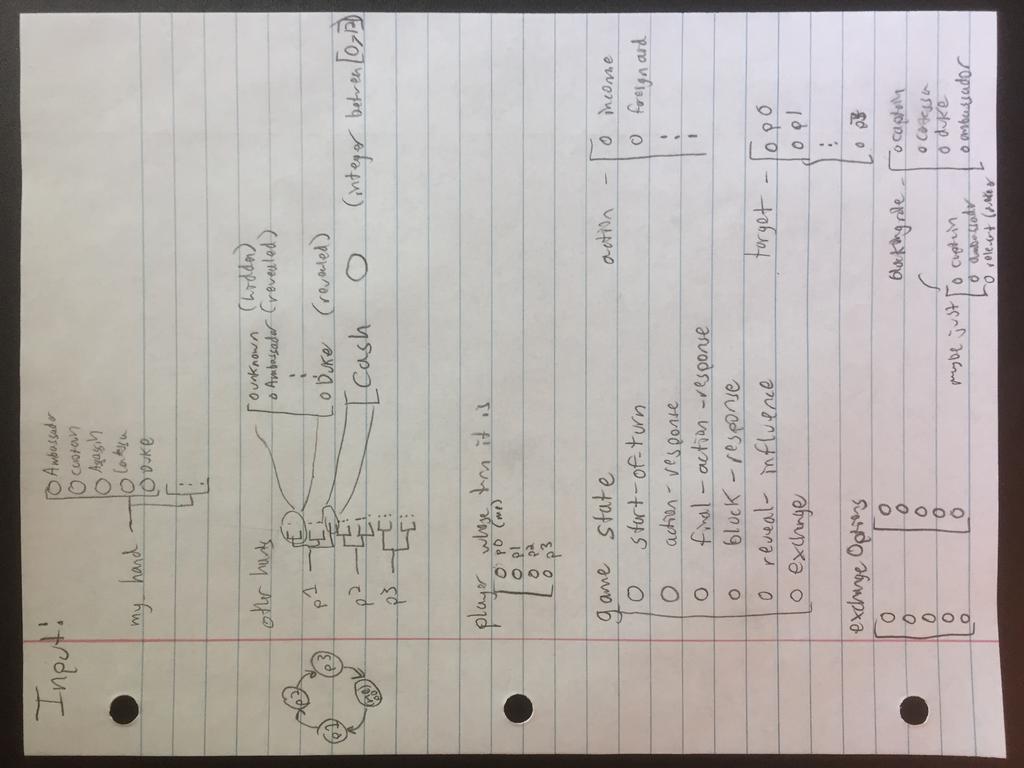 Input:
Ambassador
captain
Assassin
Contessa
Duke
my hand
other hands
unknown (hidden)
Ambassador (revealed)
Duke (revealed)
p1
p2
p3
Cash (integer between [0,12])
p2
p1
p3
me
player whose turn it is
p0 (me)
p1
p2
p3
game state
start-of-turn
action-response
final-action-response
block-response
reveal-influence
exchange
action - income
foreign aid
target - p0
p1
p3
exchange Options
blocking role - captain
contessa
duke
ambassador
maybe just captain
ambassador
relevant